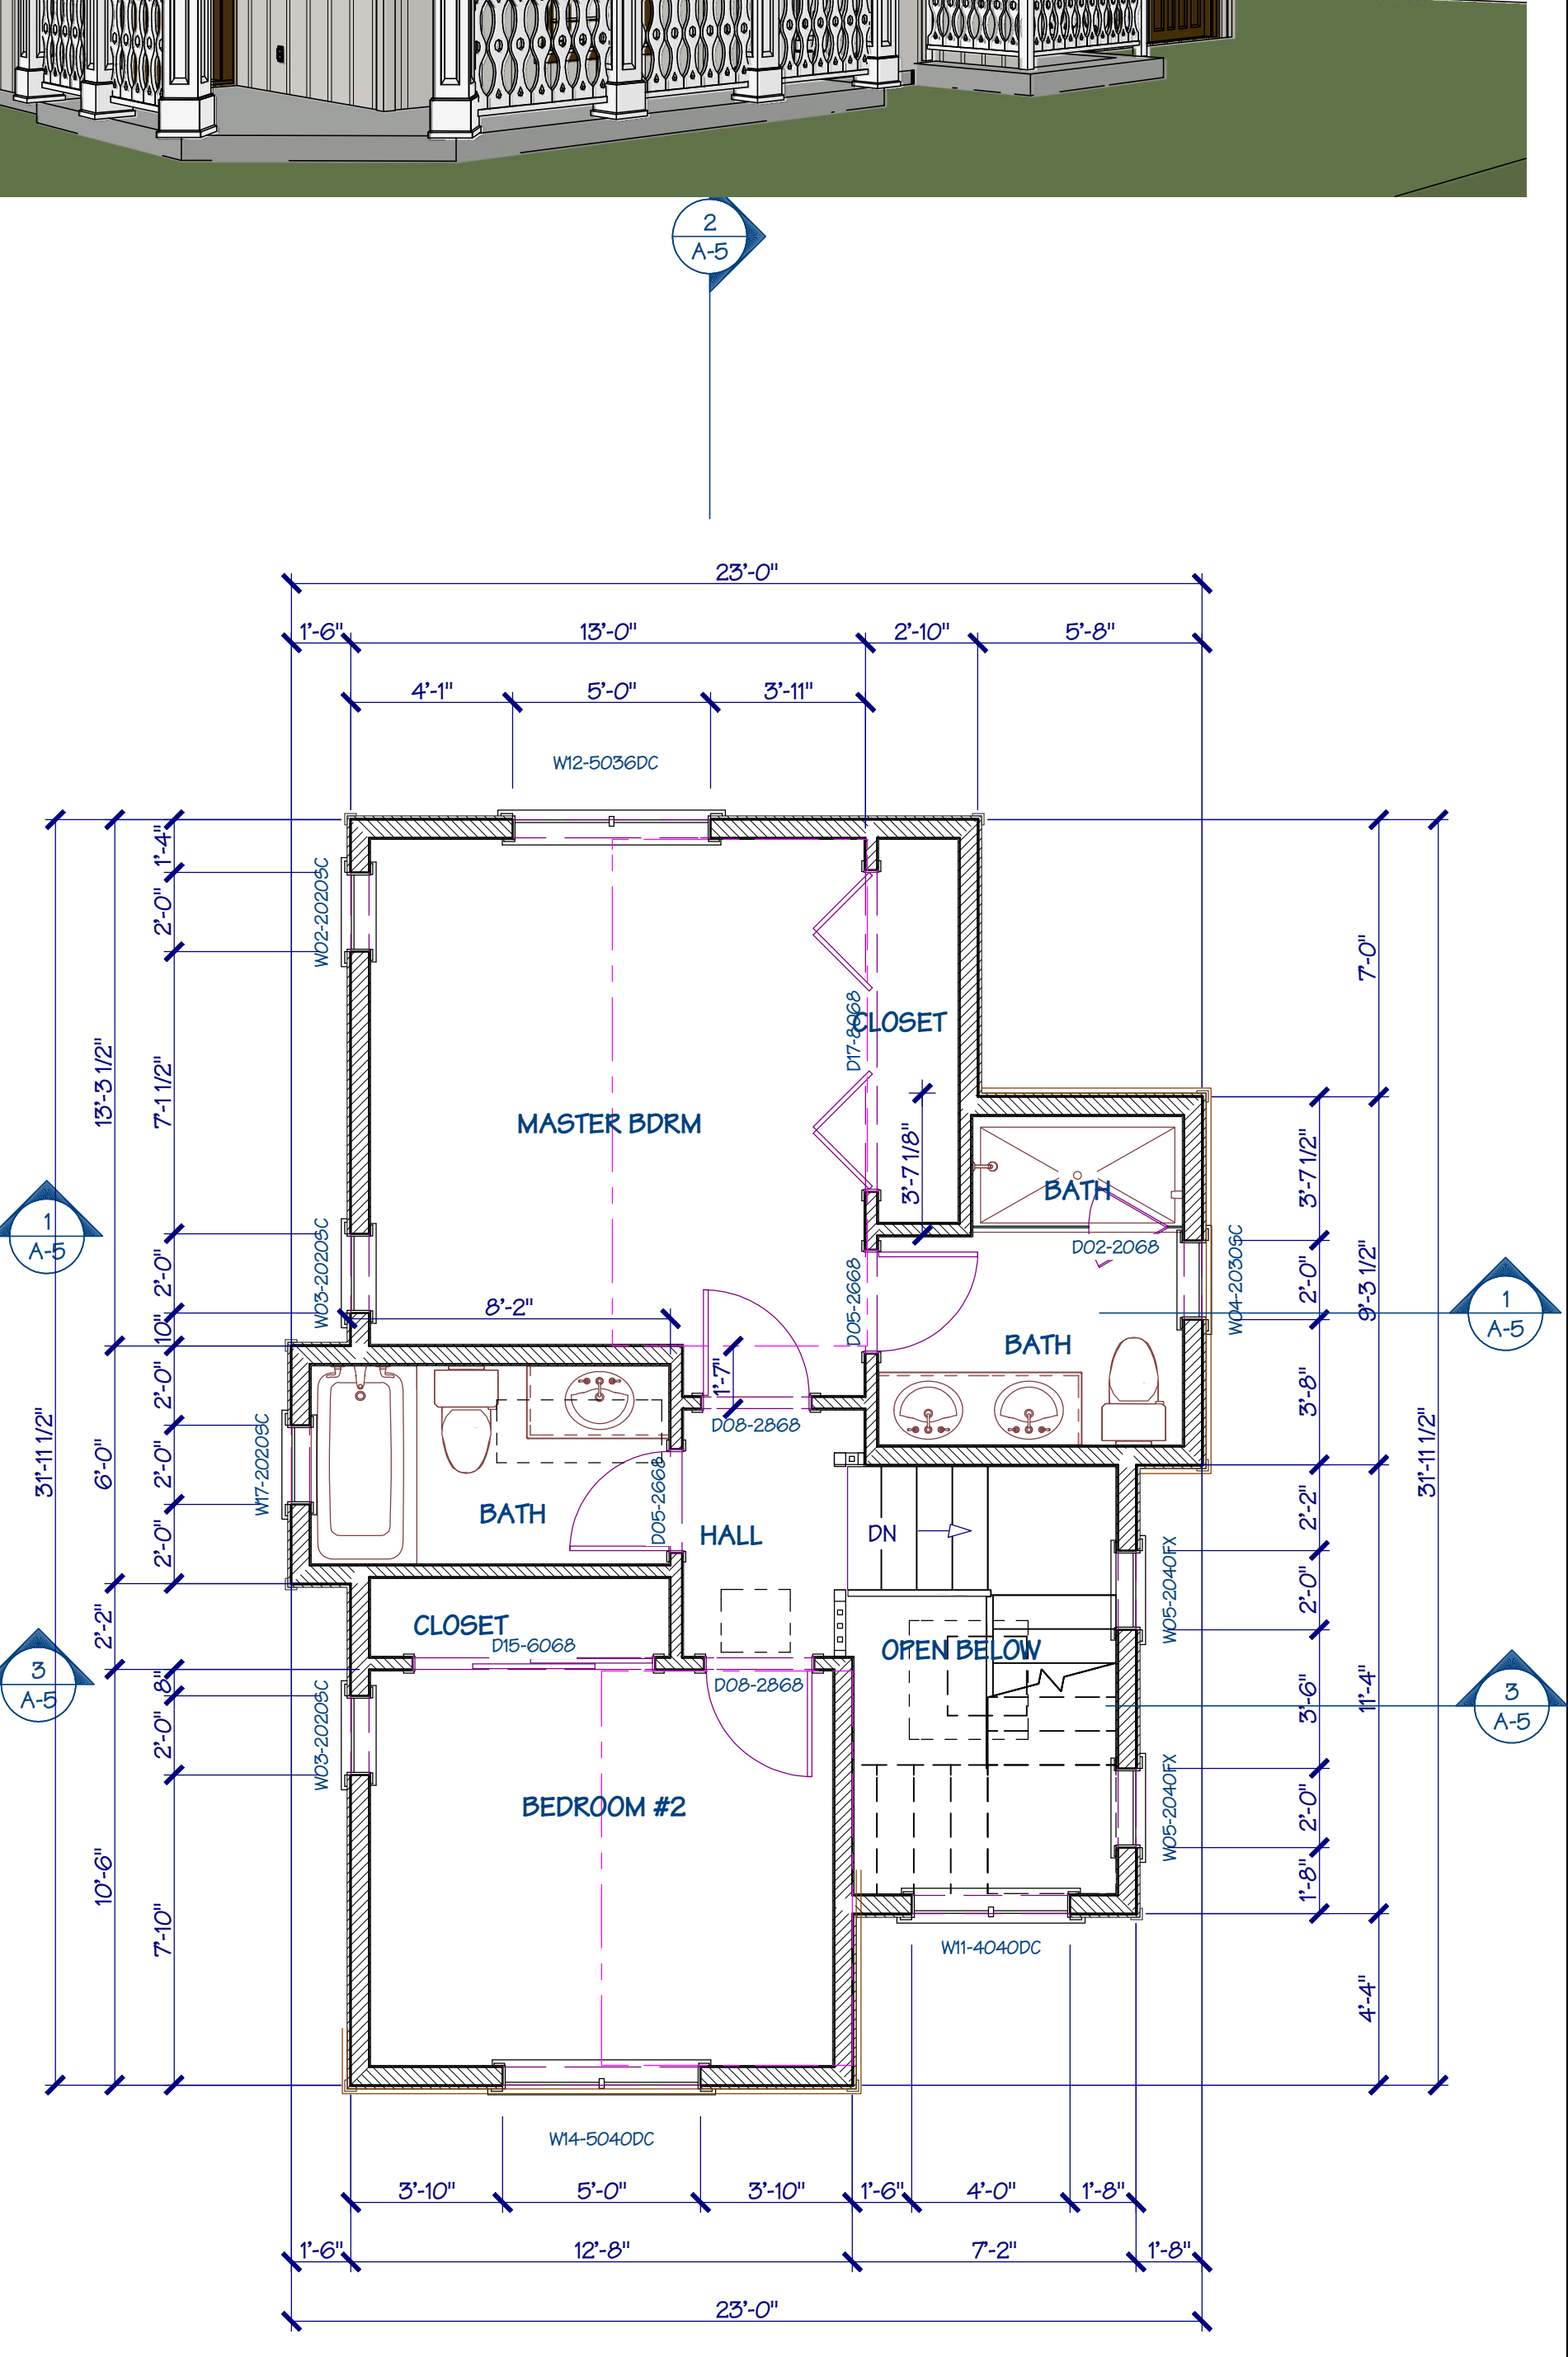 2
A-5
23'-0"
1'-6"
13'-0"
2'-10"
5'-8"
4'-1"
5'-0"
3'-11"
W12-5036DC
1'-4"
2'-0"
7'-1 1/2"
2'-0"
10"
2'-0"
2'-0"
2'-0"
8"
2'-0"
7'-10"
13'-3 1/2"
6'-0"
2'-2"
10'-6"
31'-11 1/2"
W02-2020SC
W03-2020SC
W17-2020SC
W03-2020SC
1
A-5
3
A-5
D17-8068
CLOSET
MASTER BDRM
3'-7 1/8"
BATH
D02-2068
8'-2"
D05-2668
BATH
1'-7"
D08-2868
BATH
D05-2668
HALL
DN
CLOSET
D15-6068
D08-2868
OPEN BELOW
BEDROOM #2
W04-2030SC
W05-2040FX
W05-2040FX
W11-4040DC
W14-5040DC
7'-0"
3'-7 1/2"
2'-0"
9'-3 1/2"
3'-8"
2'-2"
2'-0"
3'-6"
11'-4"
2'-0"
1'-8"
4'-4"
31'-11 1/2"
1
A-5
3
A-5
3'-10"
5'-0"
3'-10"
1'-6"
4'-0"
1'-8"
1'-6"
12'-8"
7'-2"
1'-8"
23'-0"